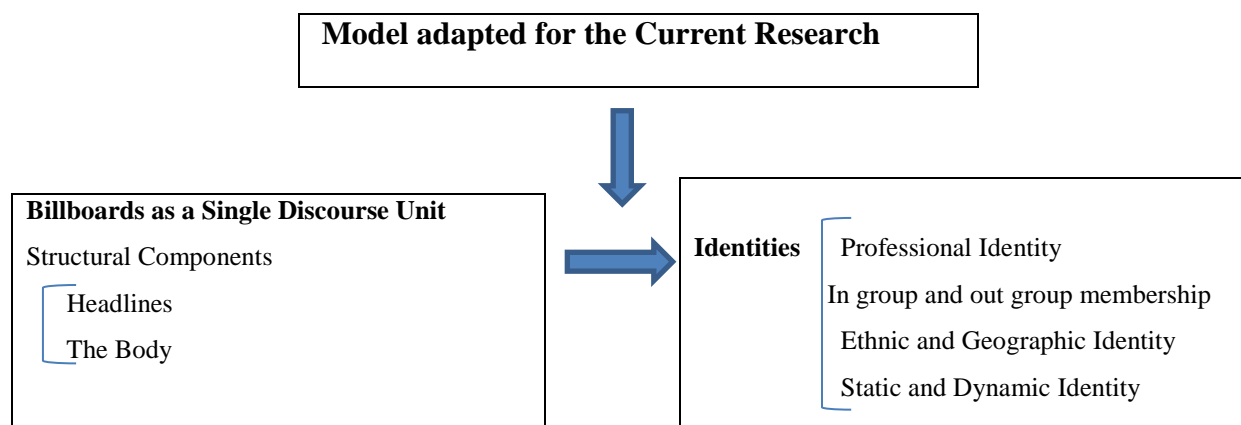 Model adapted for the Current Research
Billboards as a Single Discourse Unit
Structural Components
Headlines
The Body
Identities
Professional Identity
In group and out group membership
Ethnic and Geographic Identity
Static and Dynamic Identity